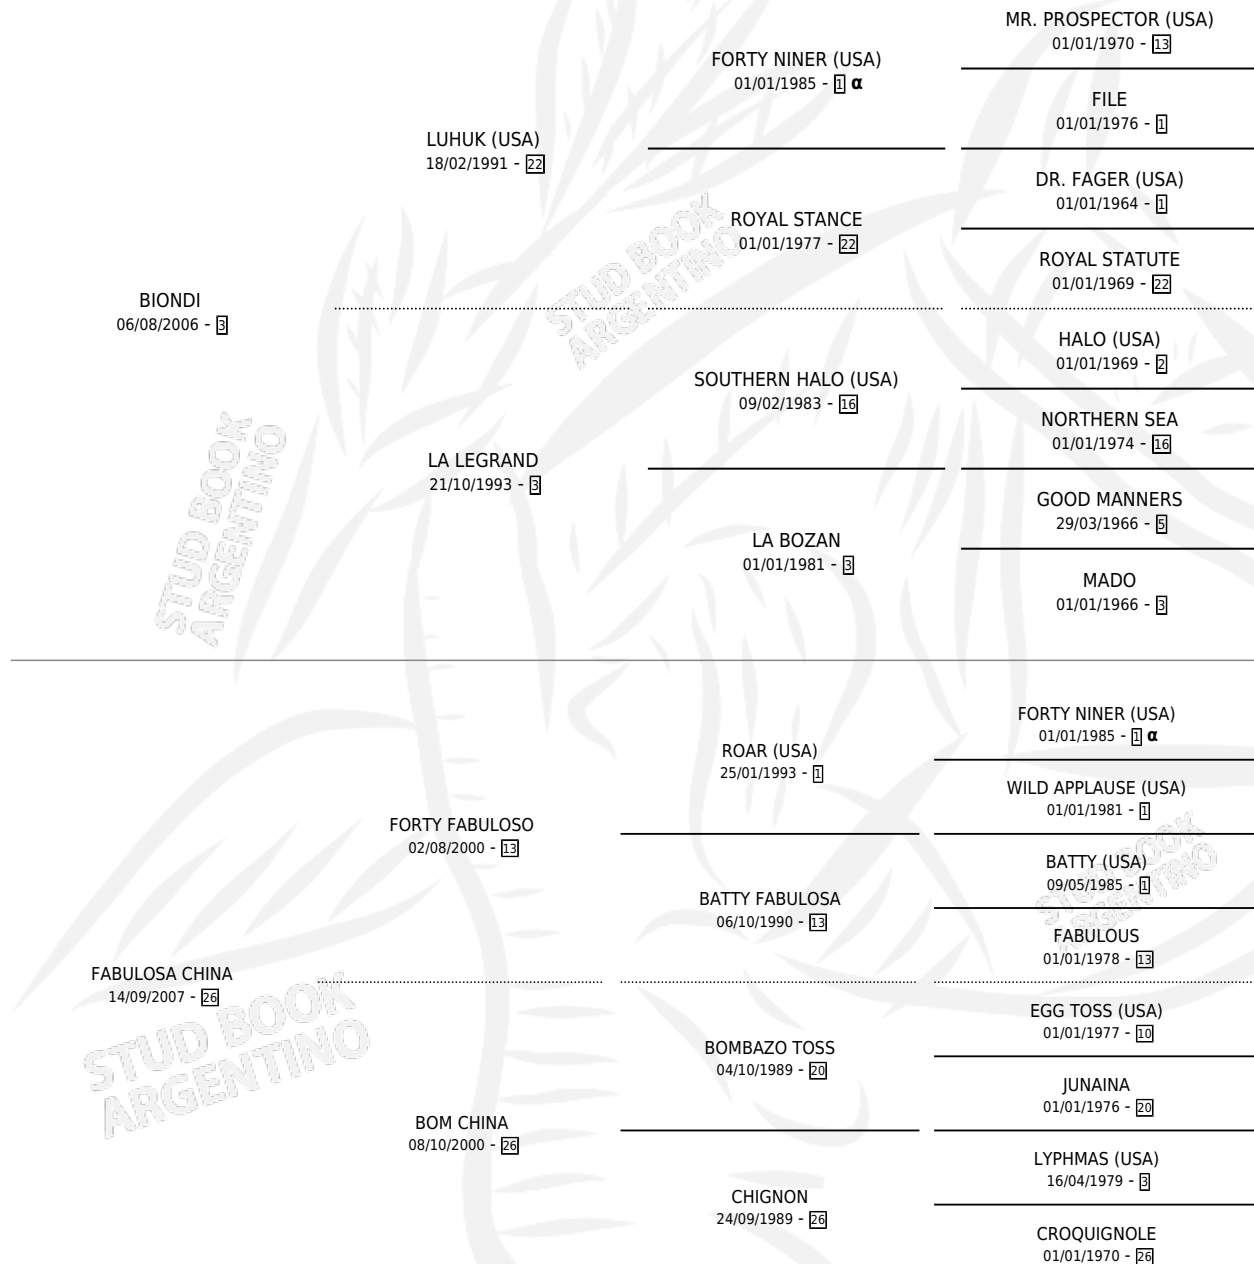 MR. PROSPECTOR (USA)
01/01/1970 - 13
FORTY NINER (USA)
01/01/1985 - 1 α
FILE
01/01/1976 - 1
LUHUK (USA)
18/02/1991 - 22
DR. FAGER (USA)
01/01/1964 - 1
ROYAL STANCE
01/01/1977 - 22
ROYAL STATUTE
01/01/1969 - 22
BIONDI
06/08/2006 - 3
HALO (USA)
01/01/1969 - 2
SOUTHERN HALO (USA)
09/02/1983 - 16
NORTHERN SEA
01/01/1974 - 16
LA LEGRAND
21/10/1993 - 3
GOOD MANNERS
29/03/1966 - 5
LA BOZAN
01/01/1981 - 3
MADO
01/01/1966 - 3
FORTY NINER (USA)
01/01/1985 - 1 α
ROAR (USA)
25/01/1993 - 1
WILD APPLAUSE (USA)
01/01/1981 - 1
FORTY FABULOSO
02/08/2000 - 13
BATTY (USA)
09/05/1985 - 1
BATTY FABULOSA
06/10/1990 - 13
FABULOUS
01/01/1978 - 13
FABULOSA CHINA
14/09/2007 - 26
EGG TOSS (USA)
01/01/1977 - 10
BOMBAZO TOSS
04/10/1989 - 20
JUNAINA
01/01/1976 - 20
BOM CHINA
08/10/2000 - 26
LYPHMAS (USA)
16/04/1979 - 3
CHIGNON
24/09/1989 - 26
CROQUIGNOLE
01/01/1970 - 26
STUD BOOK
ARGENTINO
STUD BOOK
ARGENTINO
STUD BOOK
ARGENTINO
STUD BOOK
ARGENTINO